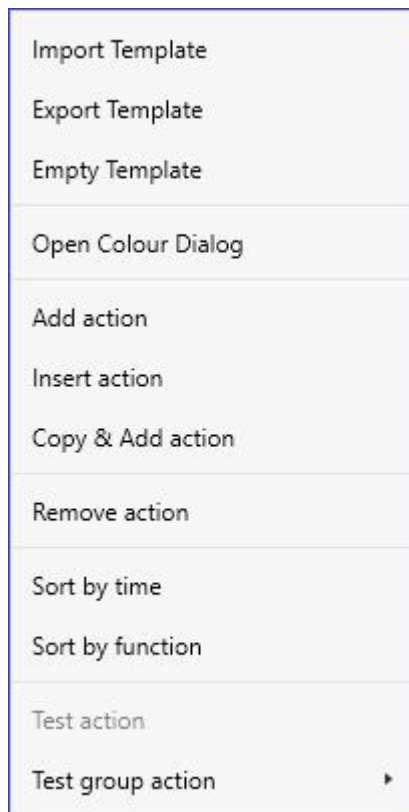 Import Template
Export Template
Empty Template
Open Colour Dialog
Add action
Insert action
Copy & Add action
Remove action
Sort by time
Sort by function
Test action
Test group action